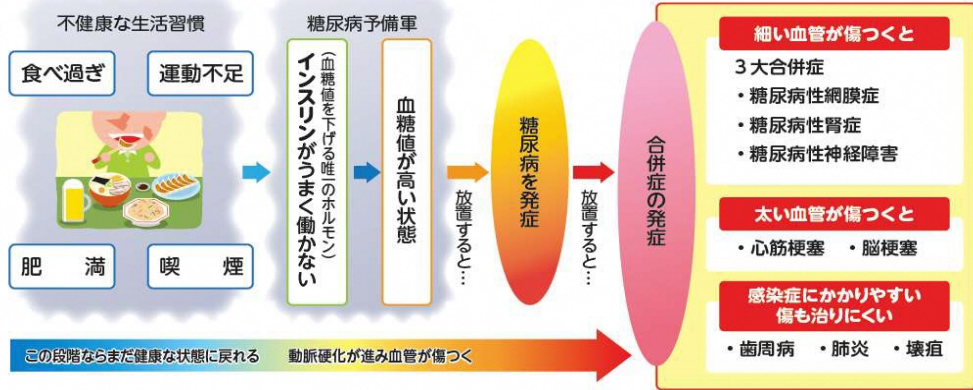 不健康な生活習慣
食べ過ぎ
運動不足
肥満
喫煙
糖尿病予備軍
インスリンがうまく働かない
(血糖値を下げる唯一のホルモン)
血糖値が高い状態
放置すると…
糖尿病を発症
放置すると…
合併症の発症
細い血管が傷つくと
3大合併症
・糖尿病性網膜症
・糖尿病性腎症
・糖尿病性神経障害
太い血管が傷つくと
・心筋梗塞 ・脳梗塞
感染症にかかりやすい
傷も治りにくい
・歯周病 ・肺炎 ・壊疽
この段階ならまだ健康な状態に戻れる
動脈硬化が進み血管が傷つく